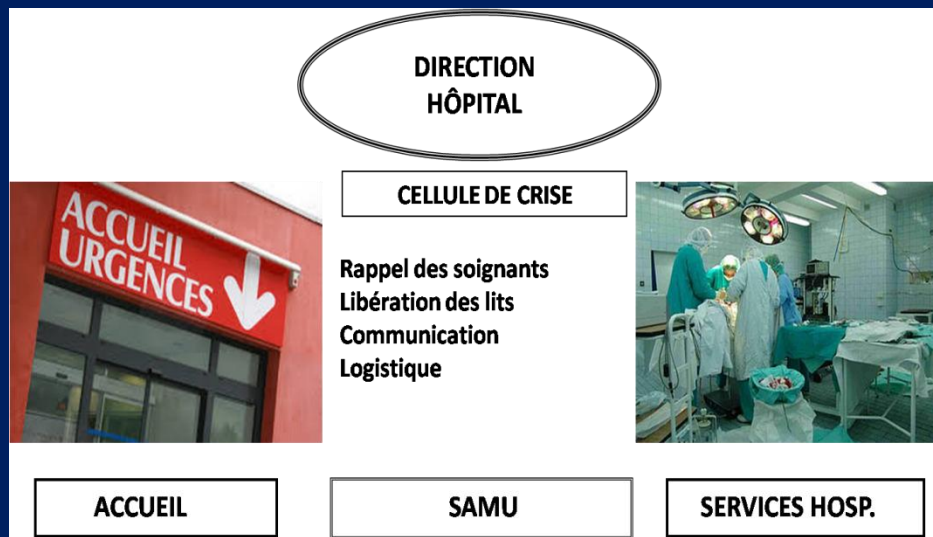 DIRECTION
HÔPITAL
CELLULE DE CRISE
ACCUEIL
URGENCES
Rappel des soignants
Libération des lits
Communication
Logistique
ACCUEIL
SAMU
SERVICES HOSP.